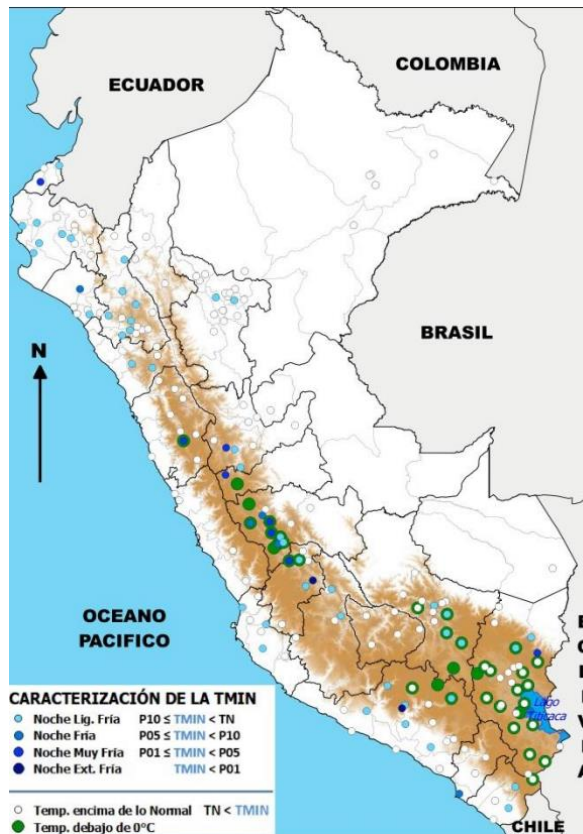 COLOMBIA
ECUADOR
BRASIL
N
OCEANO
PACIFICO
B
O
L
I
V
I
A
Lago
Titicaca
CHILE
CARACTERIZACIÓN DE LA TMIN
Noche Lig. Fría P10 ≤ TMIN < TN
Noche Fría P05 ≤ TMIN < P10
Noche Muy Fría P01 ≤ TMIN < P05
Noche Ext. Fría TMIN < P01
Temp. encima de lo Normal TN < TMIN
Temp. debajo de 0°C